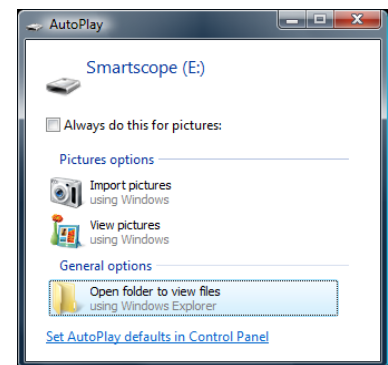 AutoPlay
Smartscope (E:)
Always do this for pictures:
Pictures options
Import pictures
using Windows
View pictures
using Windows
General options
Open folder to view files
using Windows Explorer
Set AutoPlay defaults in Control Panel